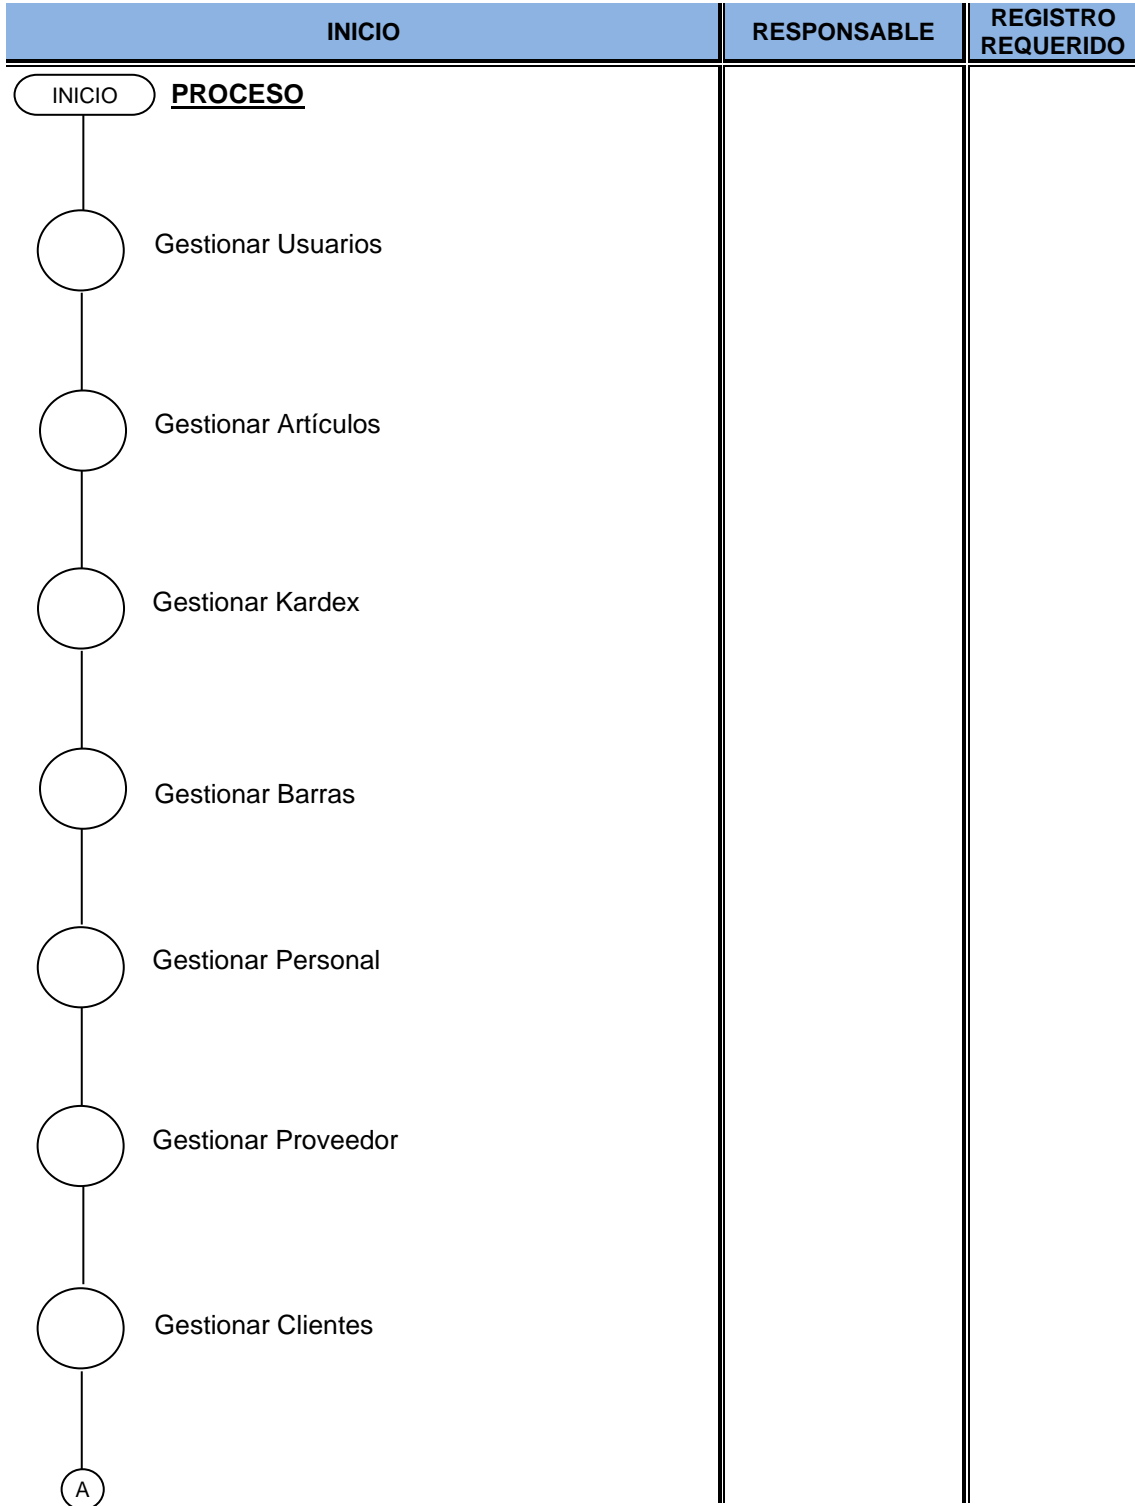 INICIO
RESPONSABLE
REGISTRO
REQUERIDO
INICIO
PROCESO
Gestionar Usuarios
Gestionar Artículos
Gestionar Kardex
Gestionar Barras
Gestionar Personal
Gestionar Proveedor
Gestionar Clientes
A